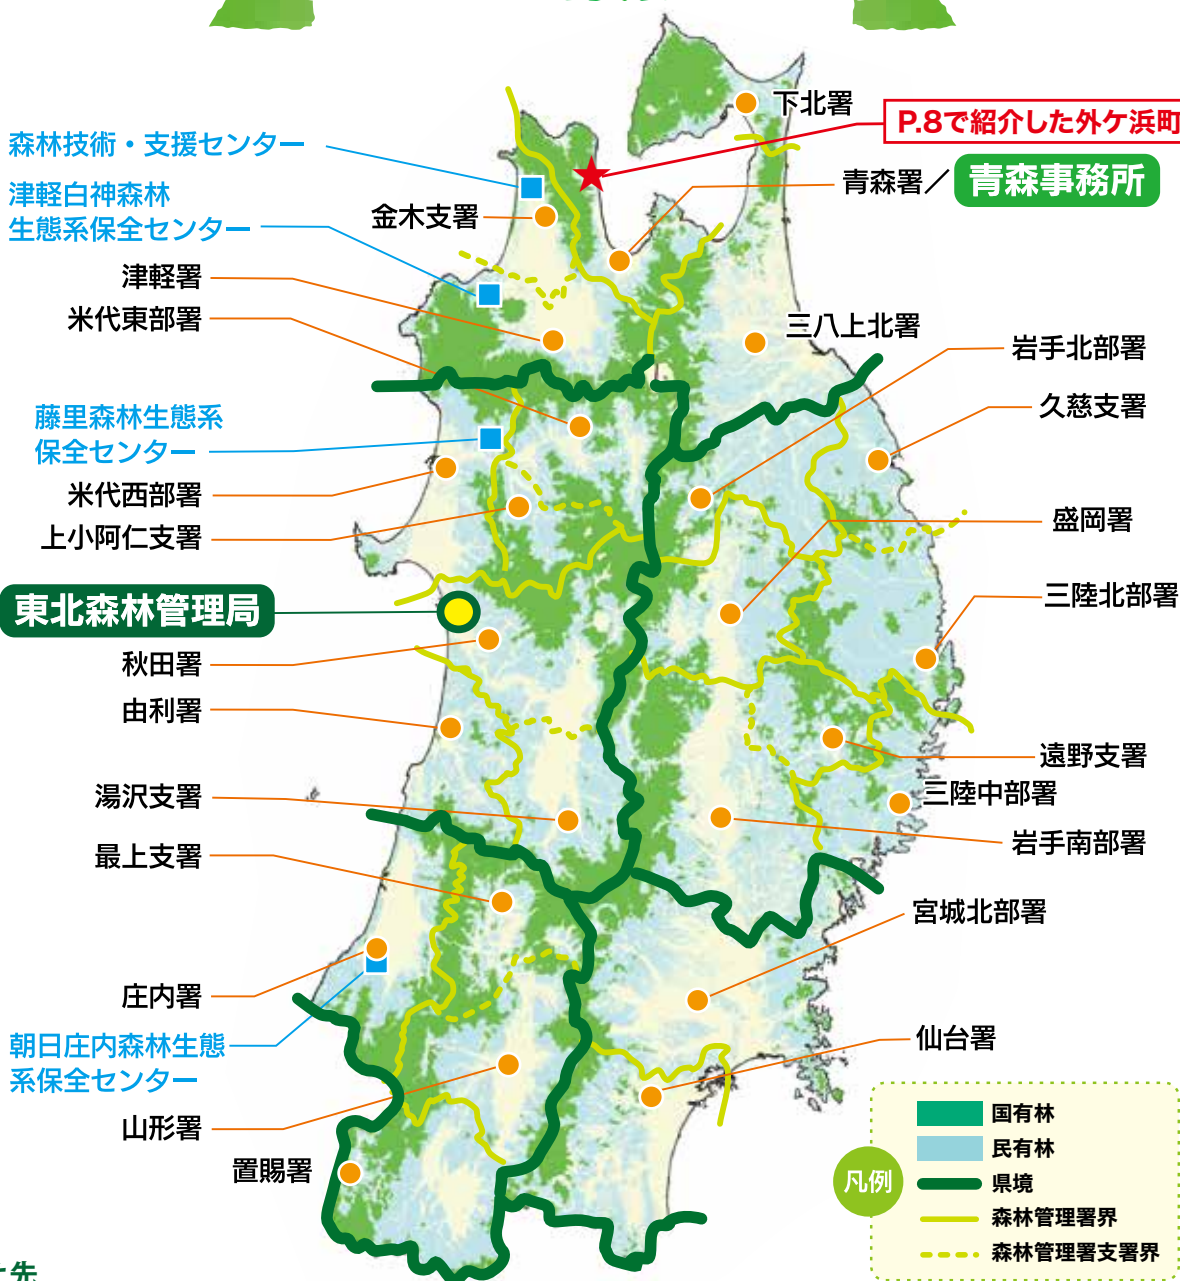 下北署
P.8で紹介した外ケ浜町
森林技術・支援センター
青森署／
青森事務所
津軽白神森林
生態系保全センター
金木支署
津軽署
米代東部署
三八上北署
岩手北部署
久慈支署
藤里森林生態系
保全センター
米代西部署
上小阿仁支署
盛岡署
三陸北部署
東北森林管理局
秋田署
由利署
遠野支署
湯沢支署
三陸中部署
岩手南部署
最上支署
宮城北部署
庄内署
仙台署
朝日庄内森林生態
系保全センター
山形署
置賜署
凡例
国有林
民有林
県境
森林管理署界
森林管理署支署界
先